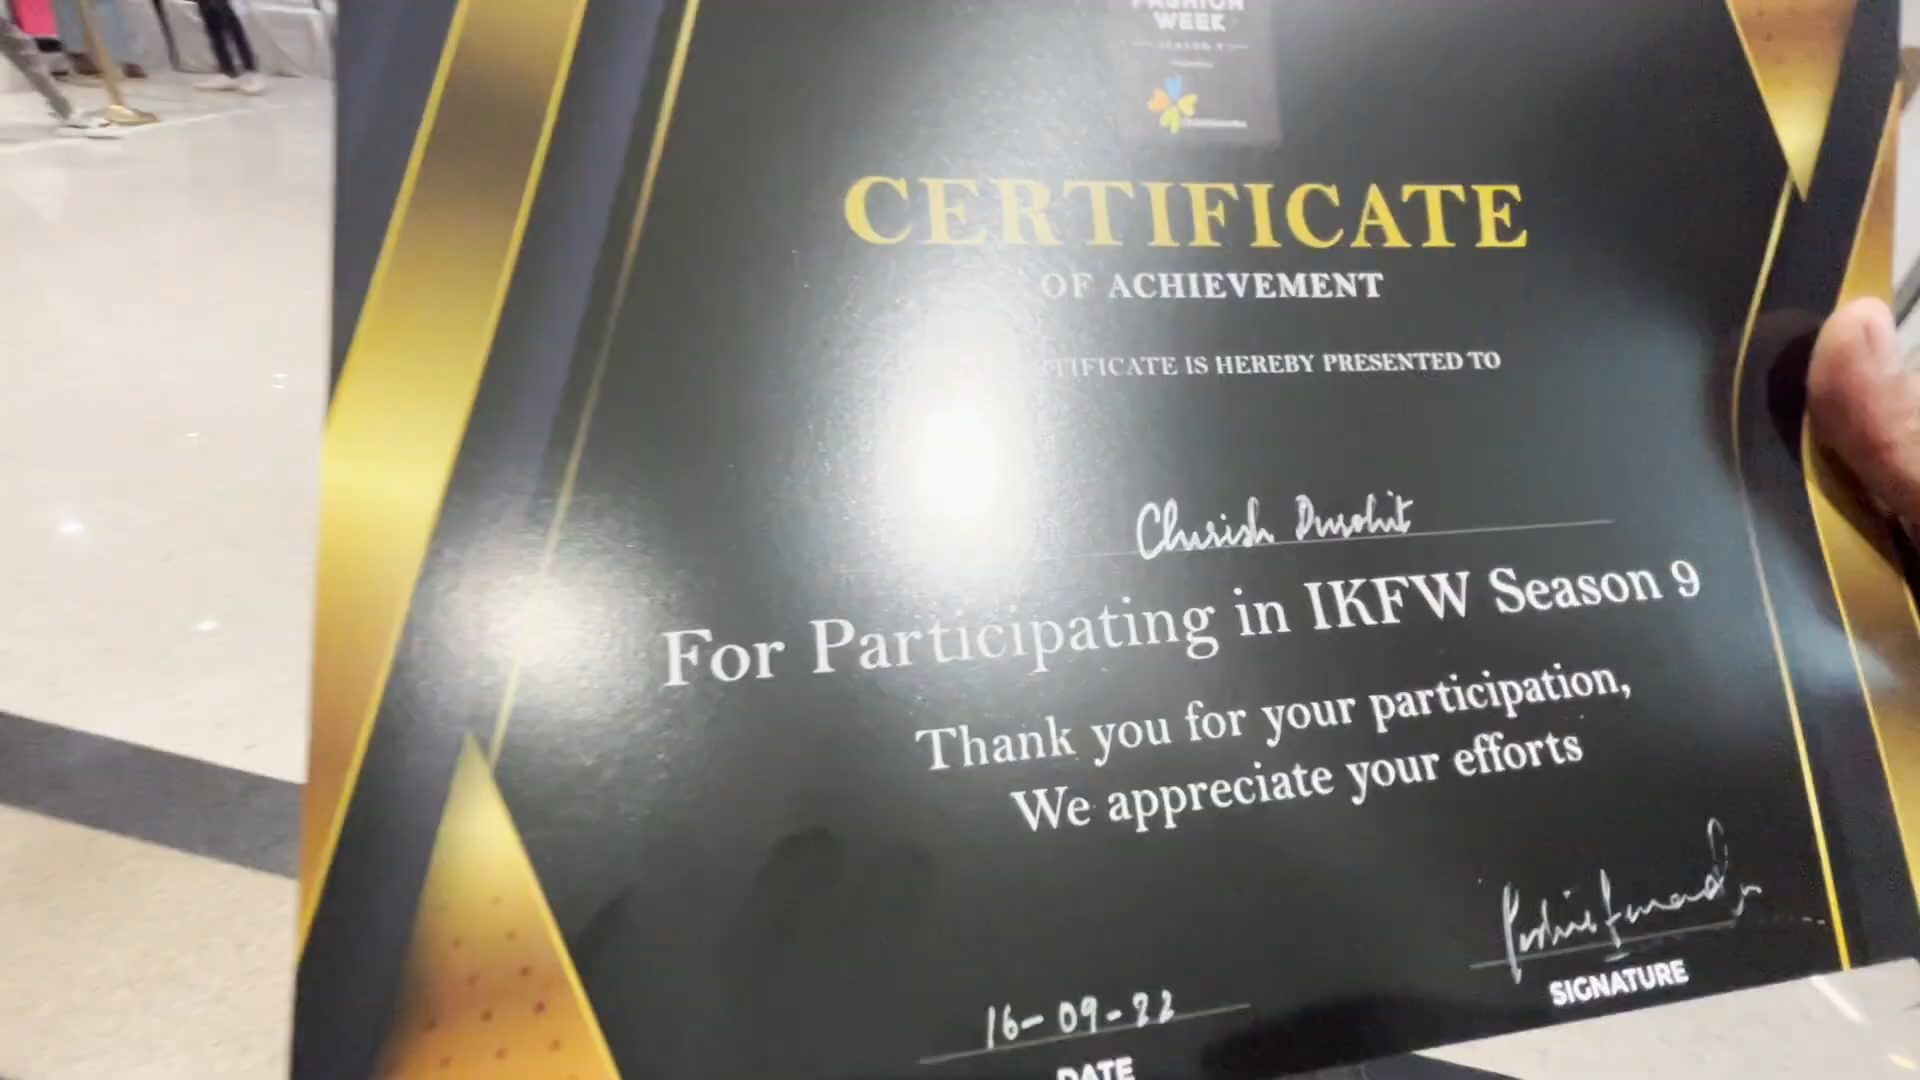 FASHION
WEEK
CERTIFICATE
OF ACHIEVEMENT
IS HEREBY PRESENTED TO
For Participating in IKFW Season 9
Thank you for your participation,
We appreciate your efforts
16-09-22
SIGNATURE
DATE